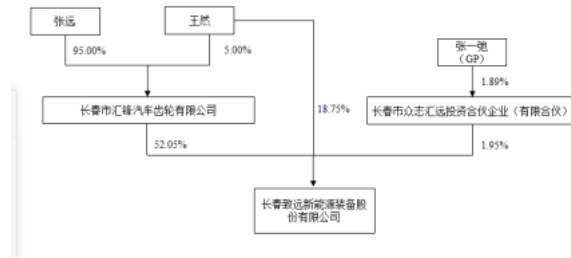 张远
王然
95.00%
5.00%
张一弛
（GP）
1.89%
长春市汇锋汽车齿轮有限公司
18.75%
长春市众志汇远投资合伙企业（有限合伙）
52.05%
1.95%
长春致远新能源装备股
份有限公司